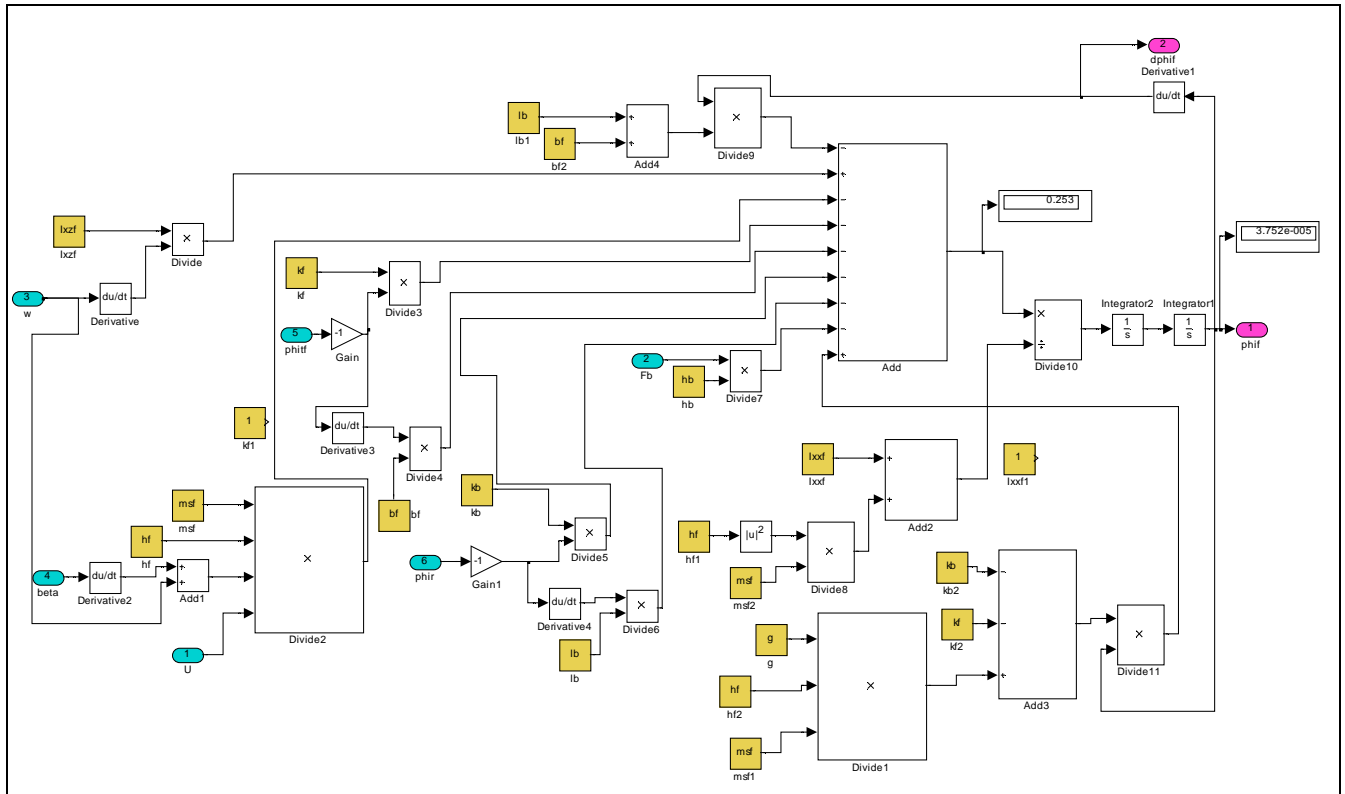 2
dphif
Derivative1
du/dt
lb
lb1
bf
bf2
+
+
Add4
×
Divide9
Ixzf
Ixzf
×
Divide
3
w
du/dt
Derivative
kf
kf
×
Divide3
5
phitf
-1
Gain
2
Fb
hb
hb
×
Divide7
Add
0.253
3.752e-005
×
÷
Divide10
Integrator2
1
s
Integrator1
1
s
1
phif
1
kf1
du/dt
Derivative3
×
Divide4
bf
bf
msf
msf
hf
hf
4
beta
du/dt
Derivative2
+
+
Add1
×
Divide2
1
U
kb
kb
6
phir
-1
Gain1
×
Divide5
du/dt
Derivative4
×
Divide6
lb
lb
Ixxf
Ixxf
+
+
Add2
1
Ixxf1
hf
hf1
|u|2
msf
msf2
×
Divide8
kb
kb2
kf
kf2
Add3
×
Divide11
g
g
hf
hf2
msf
msf1
×
Divide1